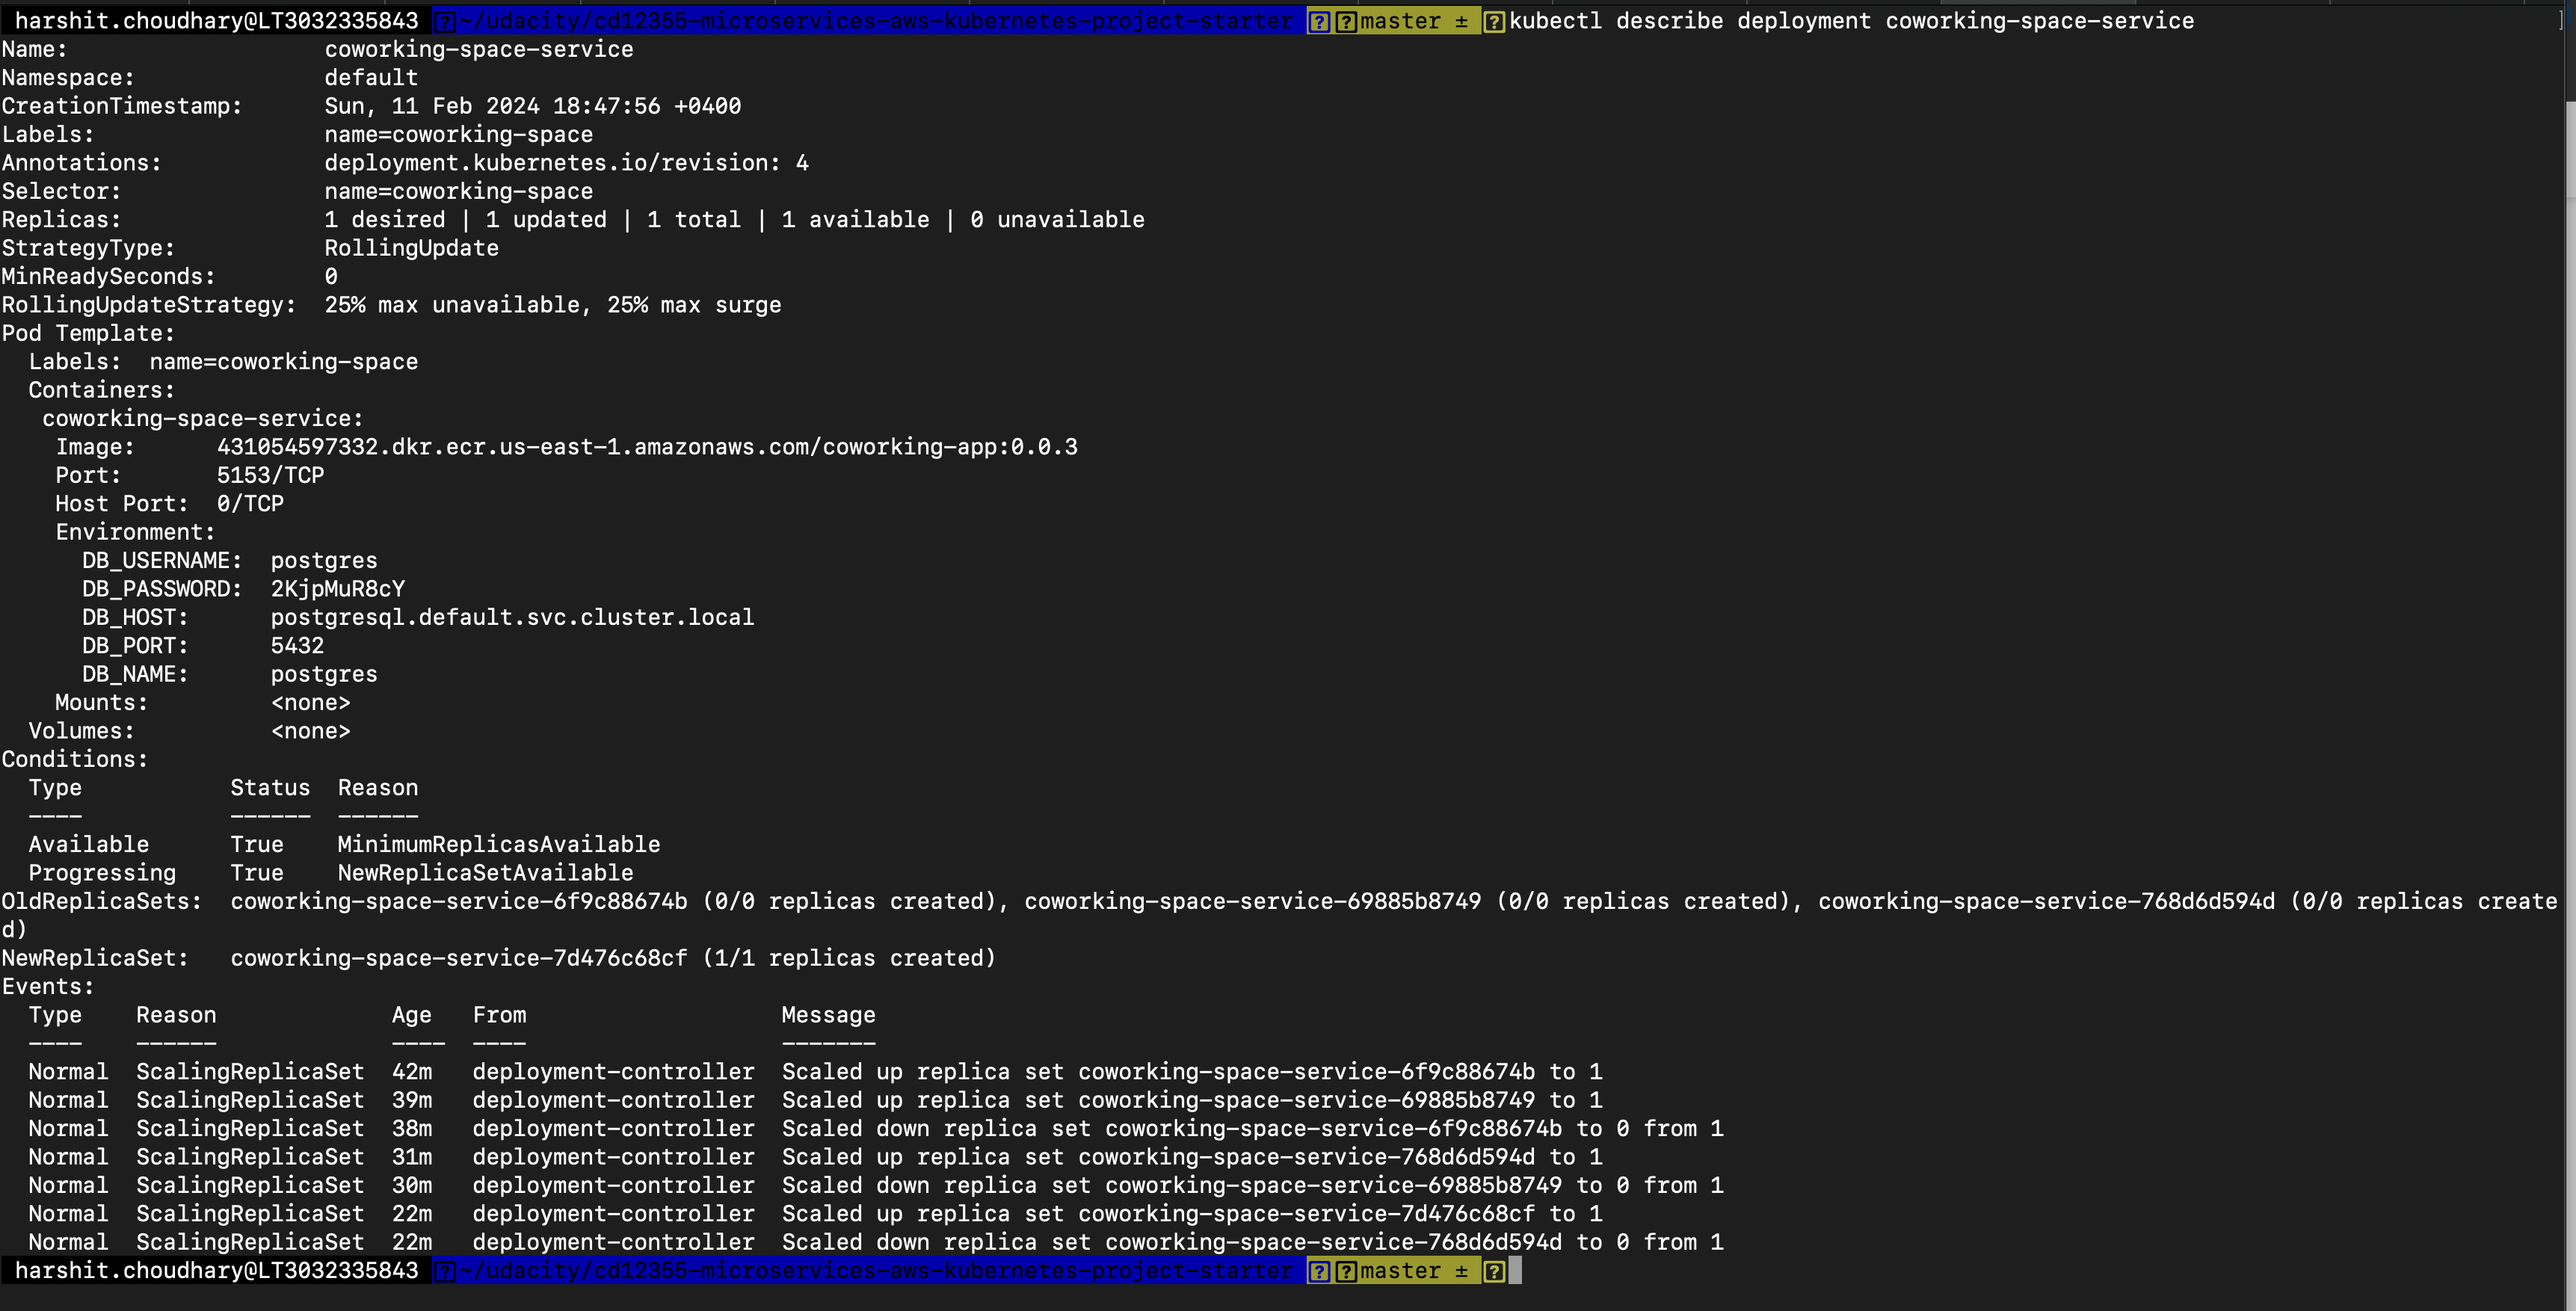 harshit.choudhary@LT3032335843 ? ~/udacity/cd12355-microservices-aws-kubernetes-project-starter ? ? master ± ? kubectl describe deployment coworking-space-service ]
Name:                   coworking-space-service
Namespace:              default
CreationTimestamp:      Sun, 11 Feb 2024 18:47:56 +0400
Labels:                 name=coworking-space
Annotations:            deployment.kubernetes.io/revision: 4
Selector:               name=coworking-space
Replicas:               1 desired | 1 updated | 1 total | 1 available | 0 unavailable
StrategyType:           RollingUpdate
MinReadySeconds:        0
RollingUpdateStrategy:  25% max unavailable, 25% max surge
Pod Template:
  Labels:  name=coworking-space
  Containers:
   coworking-space-service:
    Image:      431054597332.dkr.ecr.us-east-1.amazonaws.com/coworking-app:0.0.3
    Port:       5153/TCP
    Host Port:  0/TCP
    Environment:
      DB_USERNAME:  postgres
      DB_PASSWORD:  2KjpMuR8cY
      DB_HOST:      postgresql.default.svc.cluster.local
      DB_PORT:      5432
      DB_NAME:      postgres
    Mounts:         <none>
  Volumes:          <none>
Conditions:
  Type           Status  Reason
  ----           ------  ------
  Available      True    MinimumReplicasAvailable
  Progressing    True    NewReplicaSetAvailable
OldReplicaSets:  coworking-space-service-6f9c88674b (0/0 replicas created), coworking-space-service-69885b8749 (0/0 replicas created), coworking-space-service-768d6d594d (0/0 replicas create
d)
NewReplicaSet:   coworking-space-service-7d476c68cf (1/1 replicas created)
Events:
  Type    Reason             Age   From                   Message
  ----    ------             ----  ----                   -------
  Normal  ScalingReplicaSet  42m   deployment-controller  Scaled up replica set coworking-space-service-6f9c88674b to 1
  Normal  ScalingReplicaSet  39m   deployment-controller  Scaled up replica set coworking-space-service-69885b8749 to 1
  Normal  ScalingReplicaSet  38m   deployment-controller  Scaled down replica set coworking-space-service-6f9c88674b to 0 from 1
  Normal  ScalingReplicaSet  31m   deployment-controller  Scaled up replica set coworking-space-service-768d6d594d to 1
  Normal  ScalingReplicaSet  30m   deployment-controller  Scaled down replica set coworking-space-service-69885b8749 to 0 from 1
  Normal  ScalingReplicaSet  22m   deployment-controller  Scaled up replica set coworking-space-service-7d476c68cf to 1
  Normal  ScalingReplicaSet  22m   deployment-controller  Scaled down replica set coworking-space-service-768d6d594d to 0 from 1
harshit.choudhary@LT3032335843 ? ~/udacity/cd12355-microservices-aws-kubernetes-project-starter ? ? master ± ?